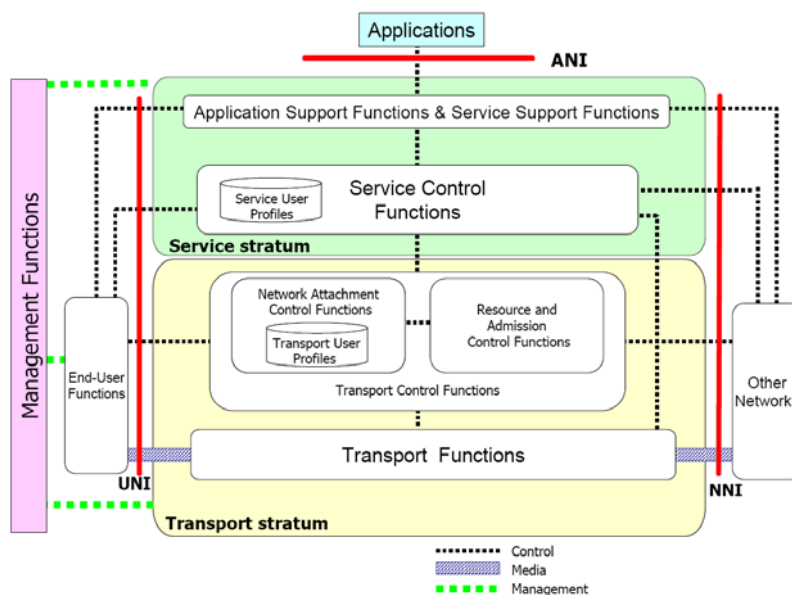 Applications
ANI
Application Support Functions & Service Support Functions
Management Functions
Service User
Profiles
Service Control
Functions
Service stratum
Network Attachment
Control Functions
Transport User
Profiles
Resource and
Admission
Control Functions
Transport Control Functions
End-User
Functions
Other
Networks
Transport Functions
UNI
NNI
Transport stratum
Control
Media
Management